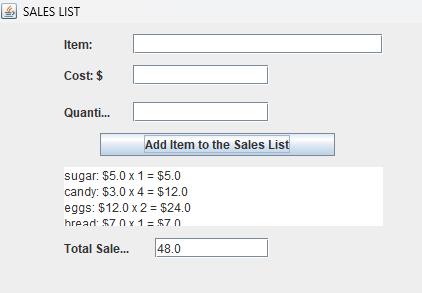 SALES LIST
Item:
Cost: $
Quanti...
Add Item to the Sales List
sugar: $5.0 x 1 = $5.0
candy: $3.0 x 4 = $12.0
eggs: $12.0 x 2 = $24.0
bread: $7.0 x 1 = $7.0
Total Sale... 48.0